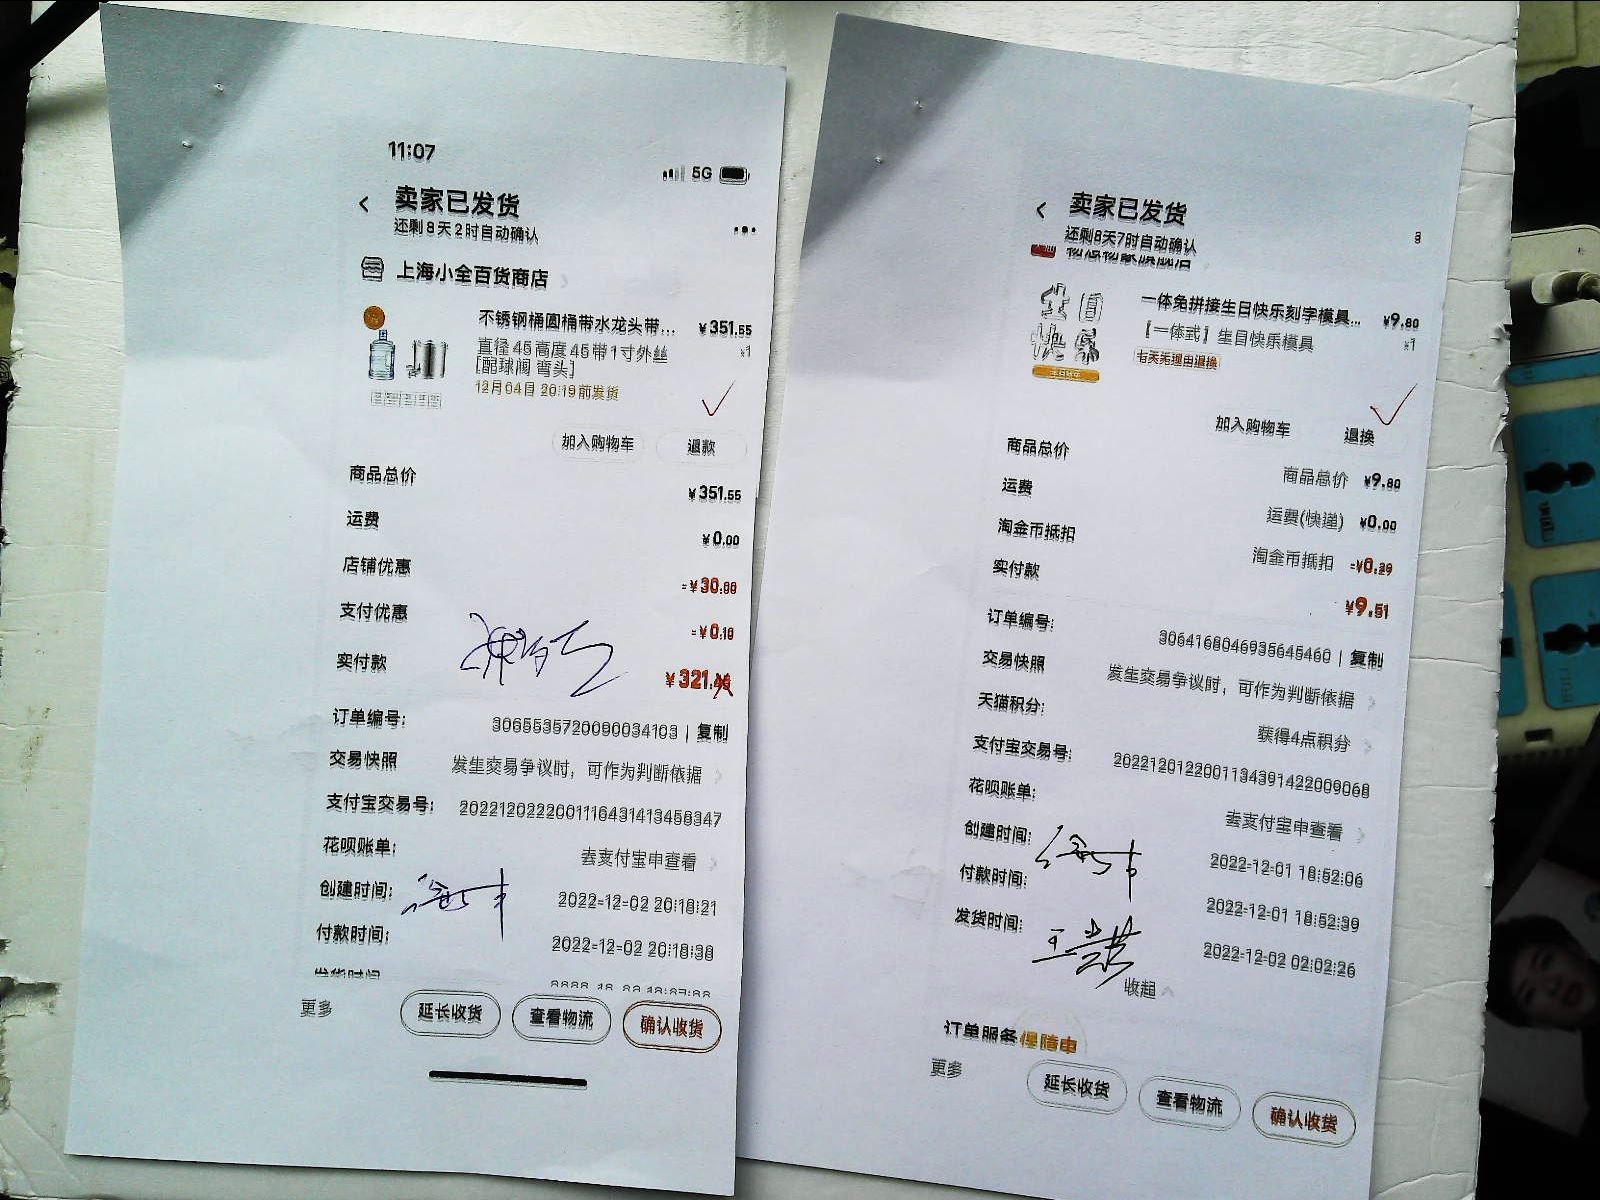 11:07
5G
卖家已发货
还剩8天2时自动确认
上海小全百货商店
不锈钢桶圆桶带水龙头带... ¥351.55
直径45高度45带1寸外丝 ×1
[配球阀 弯头]
12月04日 20:19前发货
加入购物车 退款
商品总价 ¥351.55
运费 ¥0.00
店铺优惠
支付优惠
实付款
订单编号: 3065535720090034103 | 复制
交易快照 发生交易争议时，可作为判断依据
支付宝交易号: 2022120222001116431413458347
花呗账单: 去支付宝中查看
创建时间: 2022-12-02 20:18:21
付款时间: 2022-12-02 20:18:38
发货时间
更多 延长收货 查看物流 确认收货
卖家已发货
还剩8天7时自动确认
一体免拼接生日快乐刻字模具... ¥9.80
【一体式】生日快乐模具 ×1
七天无理由退换
加入购物车 退换
商品总价 商品总价 ¥9.80
运费 运费(快递) ¥0.00
淘金币抵扣 淘金币抵扣 -¥0.29
实付款 ¥9.51
订单编号: 3064168046935645460 | 复制
交易快照 发生交易争议时，可作为判断依据
天猫积分: 获得4点积分
支付宝交易号: 2022120122001134391422009068
花呗账单: 去支付宝中查看
创建时间: 2022-12-01 18:52:06
付款时间: 2022-12-01 18:52:39
发货时间: 2022-12-02 02:02:26
收起
订单服务 保障中
更多 延长收货 查看物流 确认收货